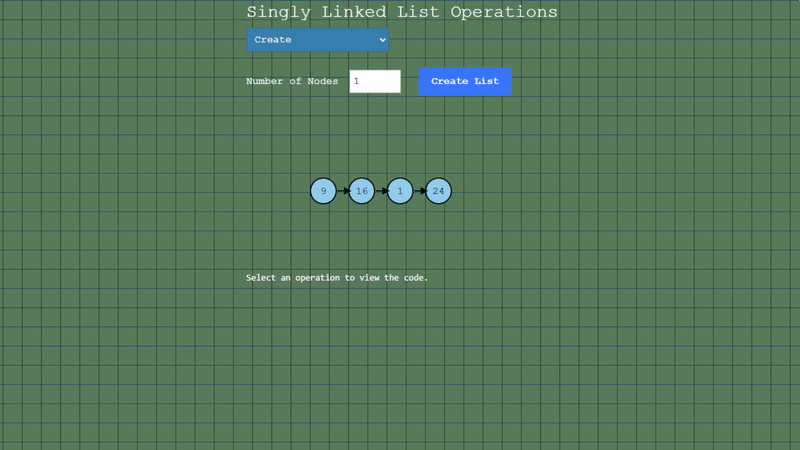 Singly Linked List Operations
Create
Number of Nodes 1 Create List
9 16 1 24
Select an operation to view the code.